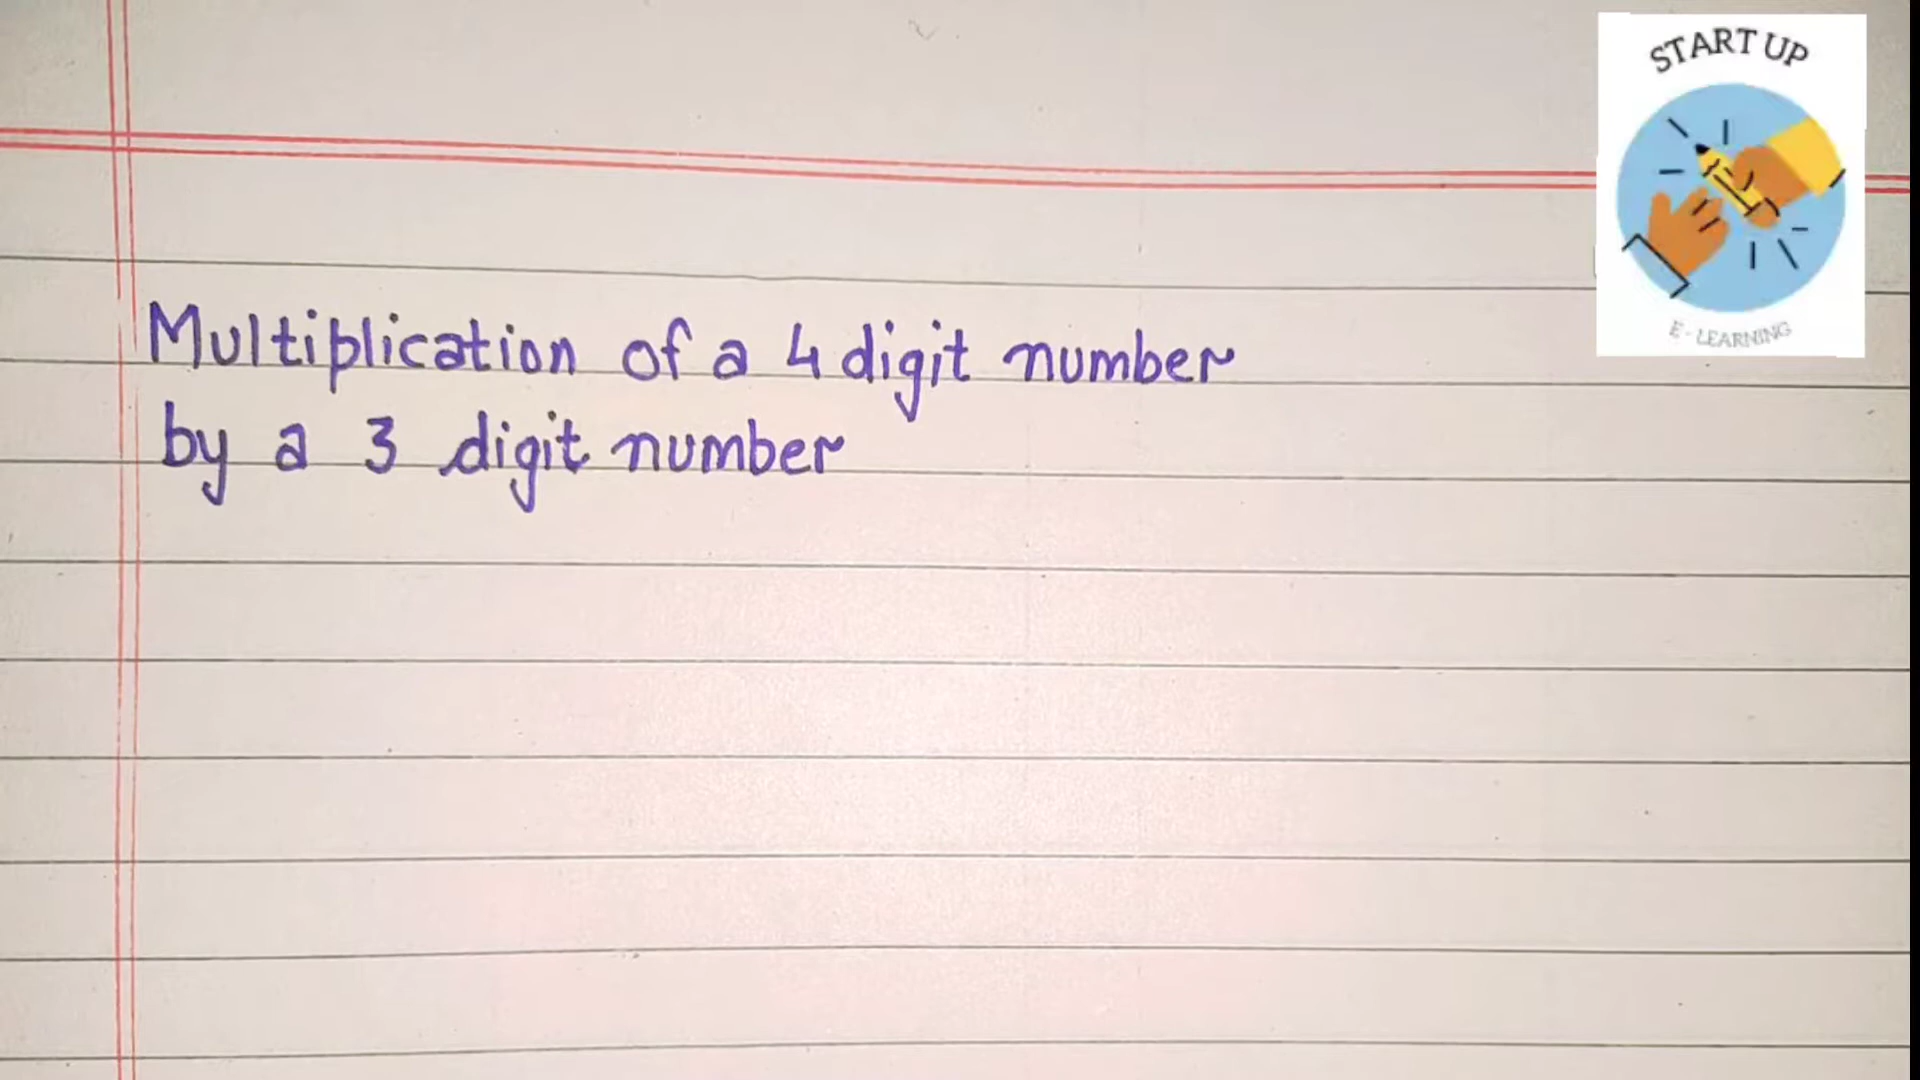 START UP
E-LEARNING
Multiplication of a 4 digit number
by a 3 digit number